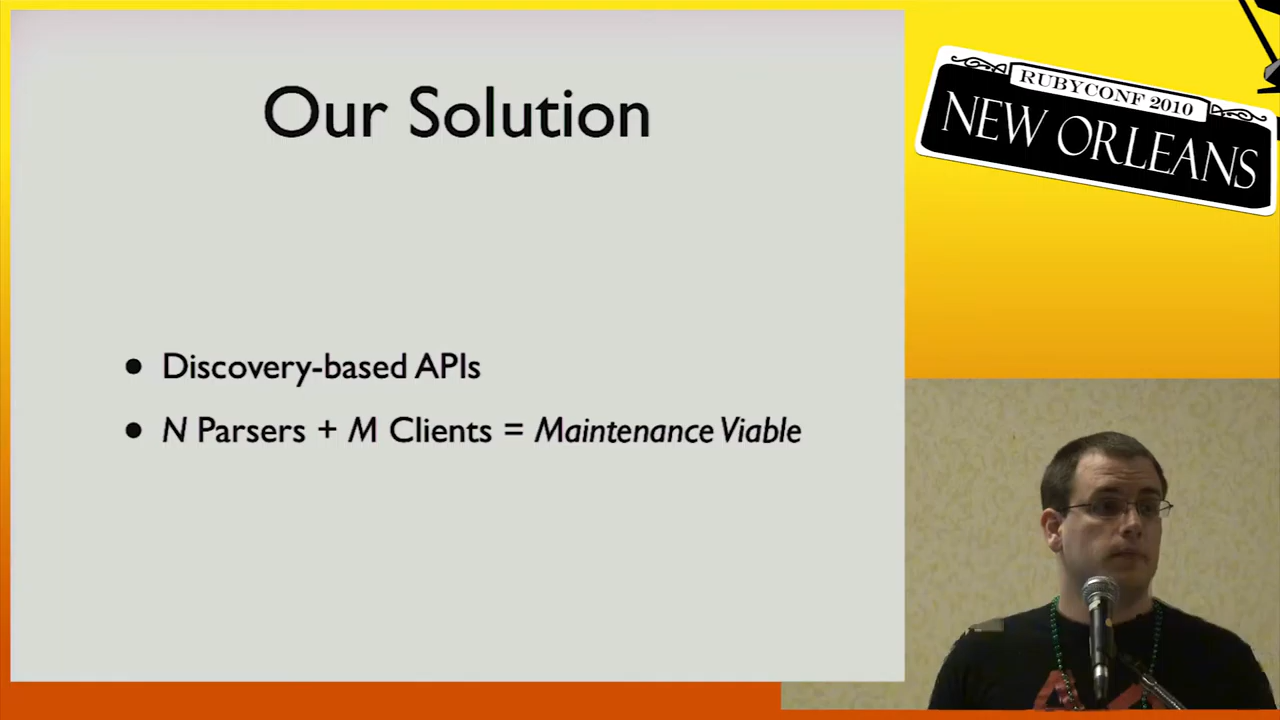 Our Solution
• Discovery-based APIs
• N Parsers + M Clients = Maintenance Viable
RUBYCONF 2010
NEW ORLEANS